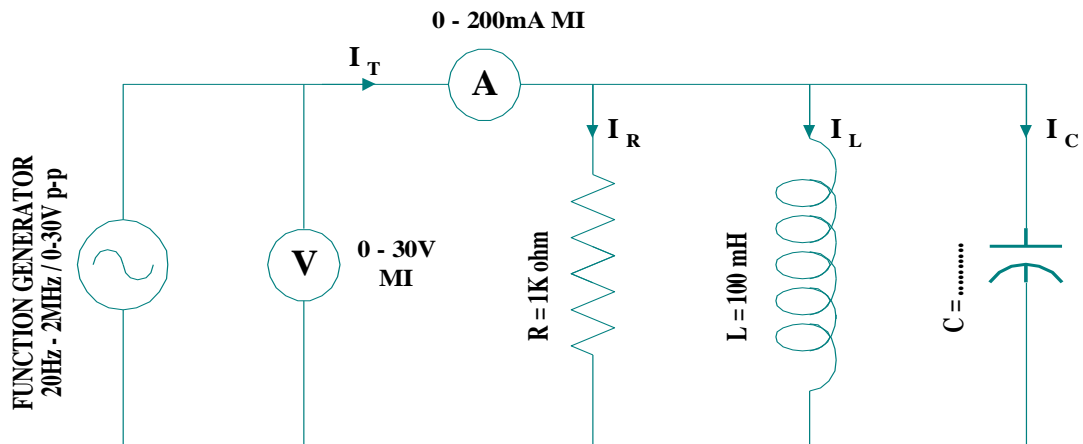 0 - 200mA MI
I T
A
I R
I L
I C
FUNCTION GENERATOR
20Hz - 2MHz / 0-30V p-p
V
0 - 30V
MI
R = 1K ohm
L = 100 mH
C = ..........